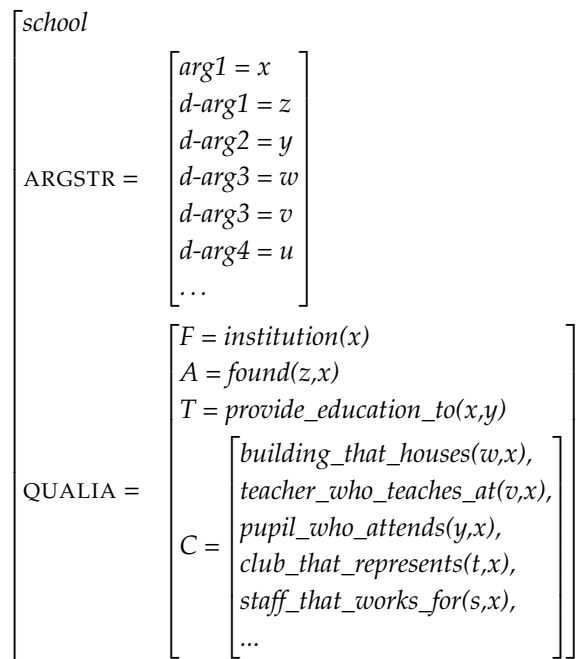 school
arg1 = x
d-arg1 = z
d-arg2 = y
ARGSTR = d-arg3 = w
d-arg3 = v
d-arg4 = u
...
F = institution(x)
A = found(z,x)
T = provide_education_to(x,y)
building_that_houses(w,x),
QUALIA = teacher_who_teaches_at(v,x),
C = pupil_who_attends(y,x),
club_that_represents(t,x),
staff_that_works_for(s,x),
...